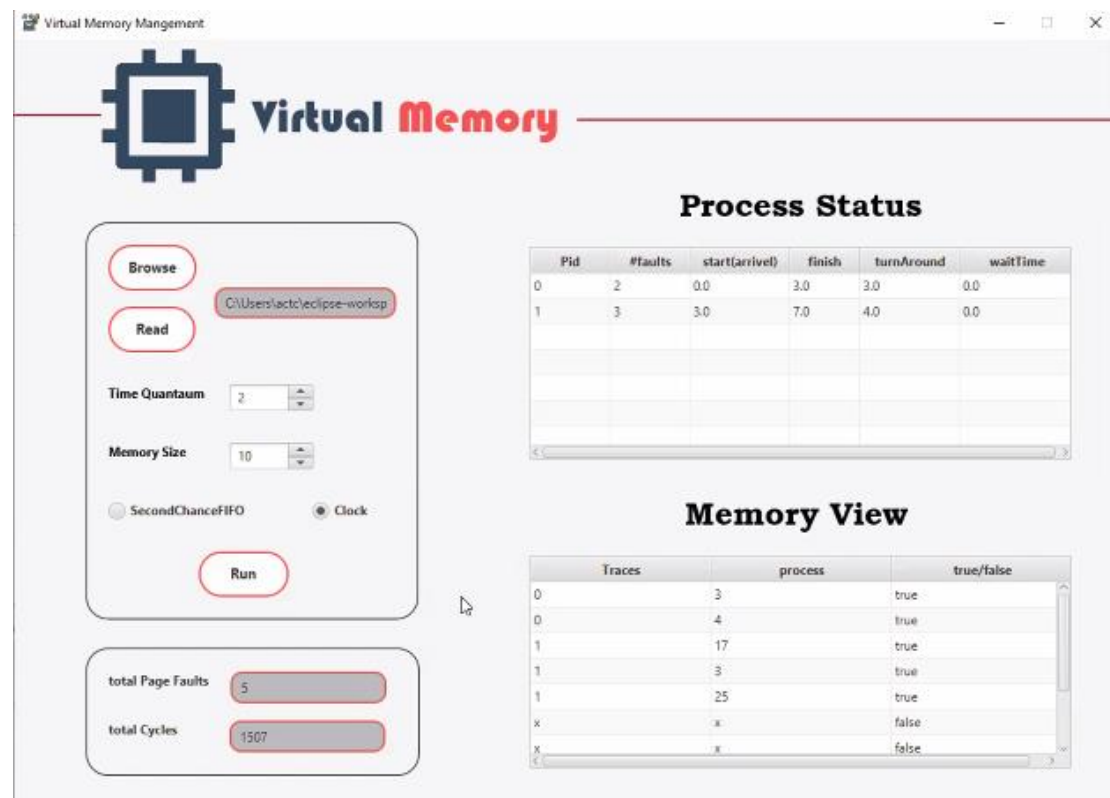 Virtual Memory Mangement
Virtual Memory
Browse
C:\Users\actc\eclipse-worksp
Read
Time Quantaum 2
Memory Size 10
SecondChanceFIFO Clock
Run
total Page Faults 5
total Cycles 1507
Process Status
Pid #faults start(arrivel) finish turnAround waitTime
0 2 0.0 3.0 3.0 0.0
1 3 3.0 7.0 4.0 0.0
Memory View
Traces process true/false
0 3 true
0 4 true
1 17 true
1 3 true
1 25 true
x x false
x x false